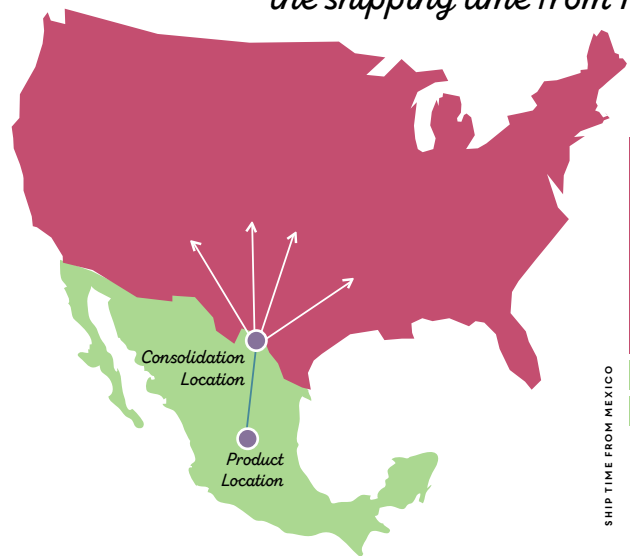 the shipping time from
Consolidation
Location
Product
Location
SHIP TIME FROM MEXICO